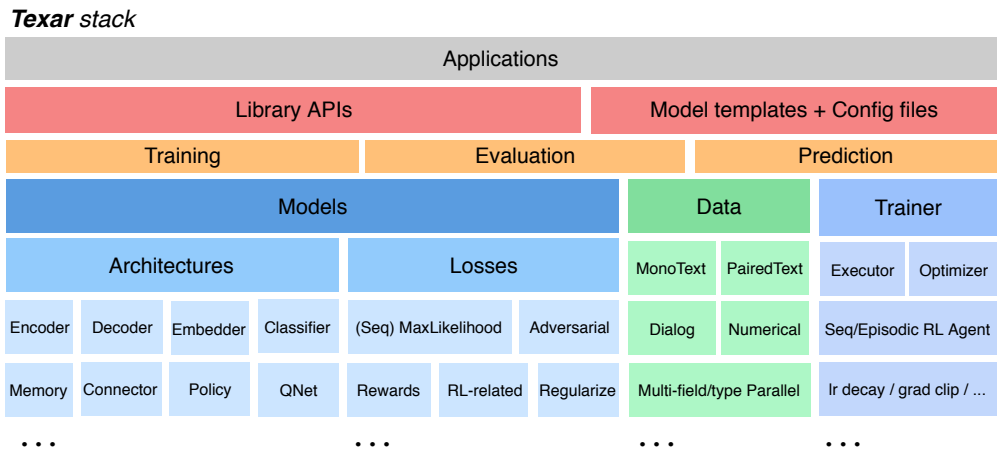 Texar stack
Applications
Library APIs Model templates + Config files
Training Evaluation Prediction
Models Data Trainer
Architectures Losses MonoText PairedText Executor Optimizer
Encoder Decoder Embedder Classifier (Seq) MaxLikelihood Adversarial Dialog Numerical Seq/Episodic RL Agent
Memory Connector Policy QNet Rewards RL-related Regularize Multi-field/type Parallel lr decay / grad clip / ...
... ... ... ...